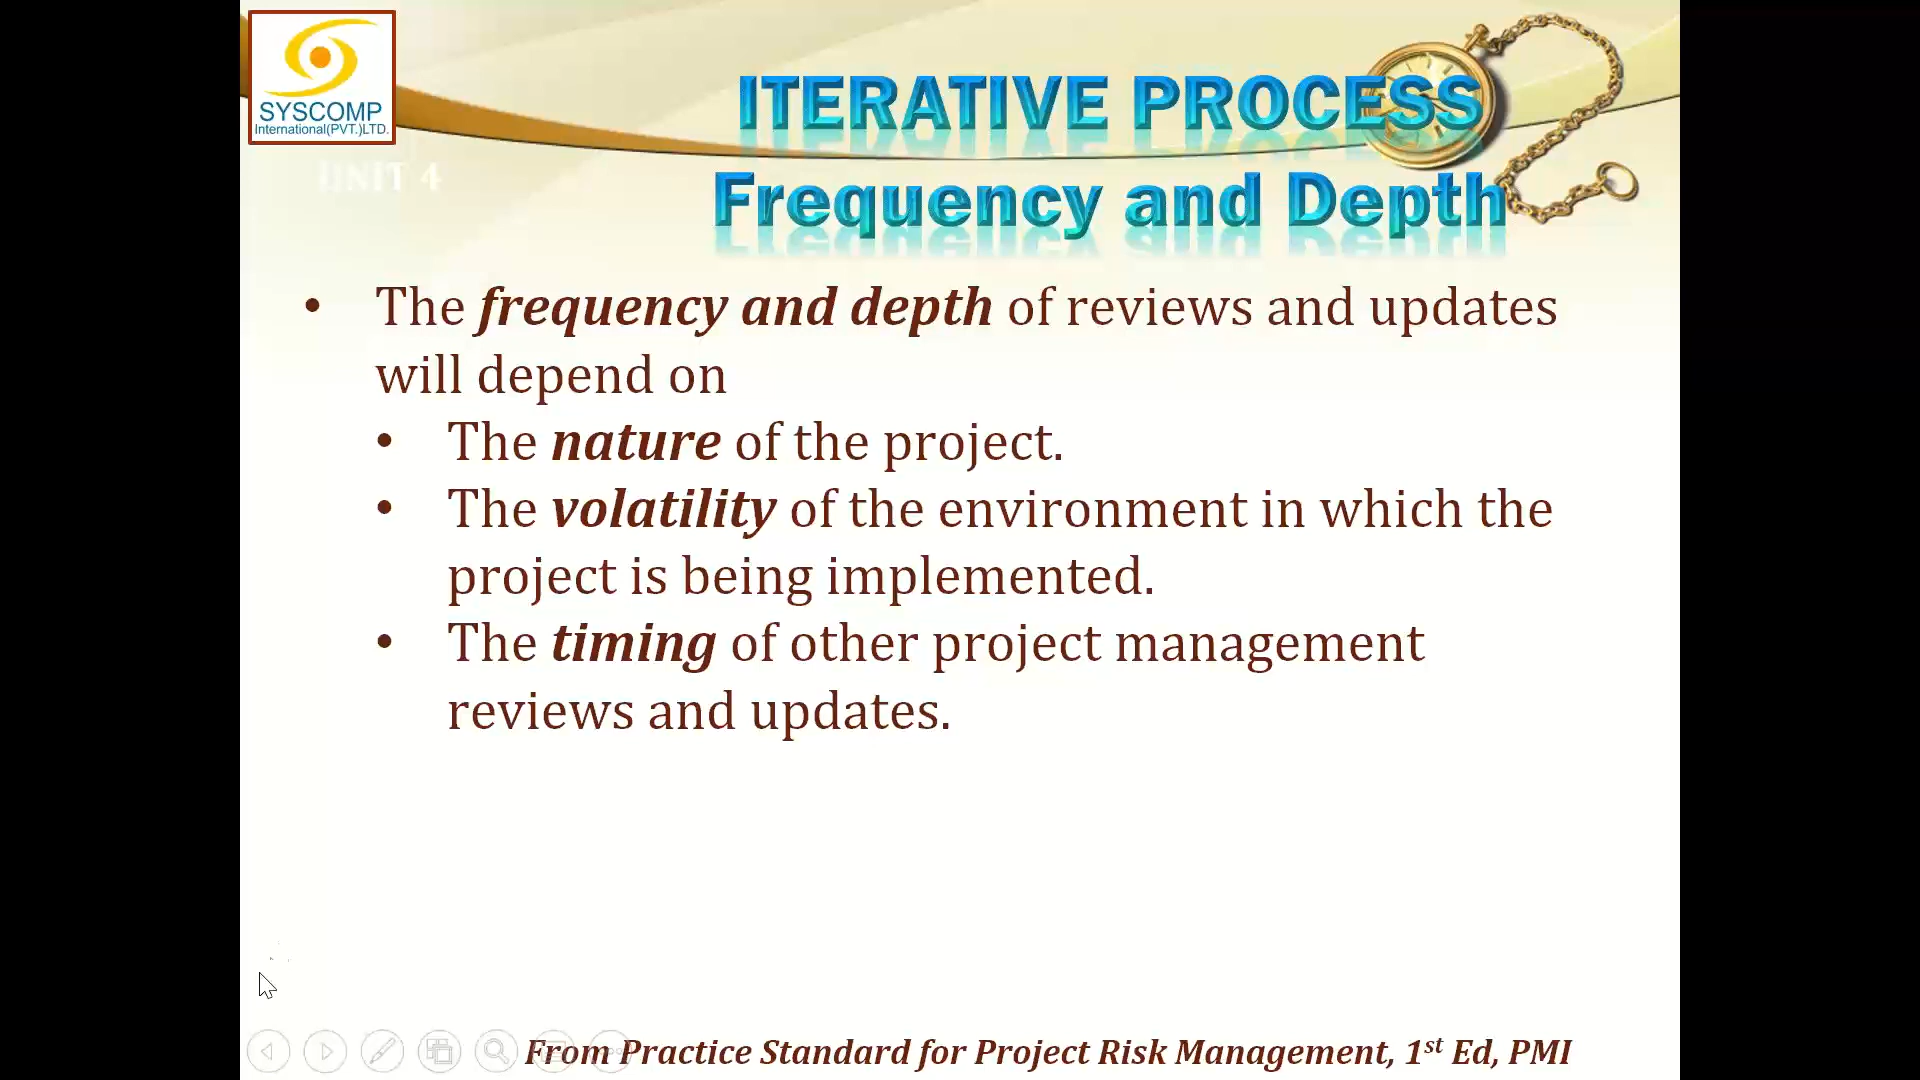 SYSCOMP
International(PVT.)LTD.
UNIT 4
ITERATIVE PROCESS
Frequency and Depth
• The frequency and depth of reviews and updates
will depend on
• The nature of the project.
• The volatility of the environment in which the
project is being implemented.
• The timing of other project management
reviews and updates.
From Practice Standard for Project Risk Management, 1st Ed, PMI